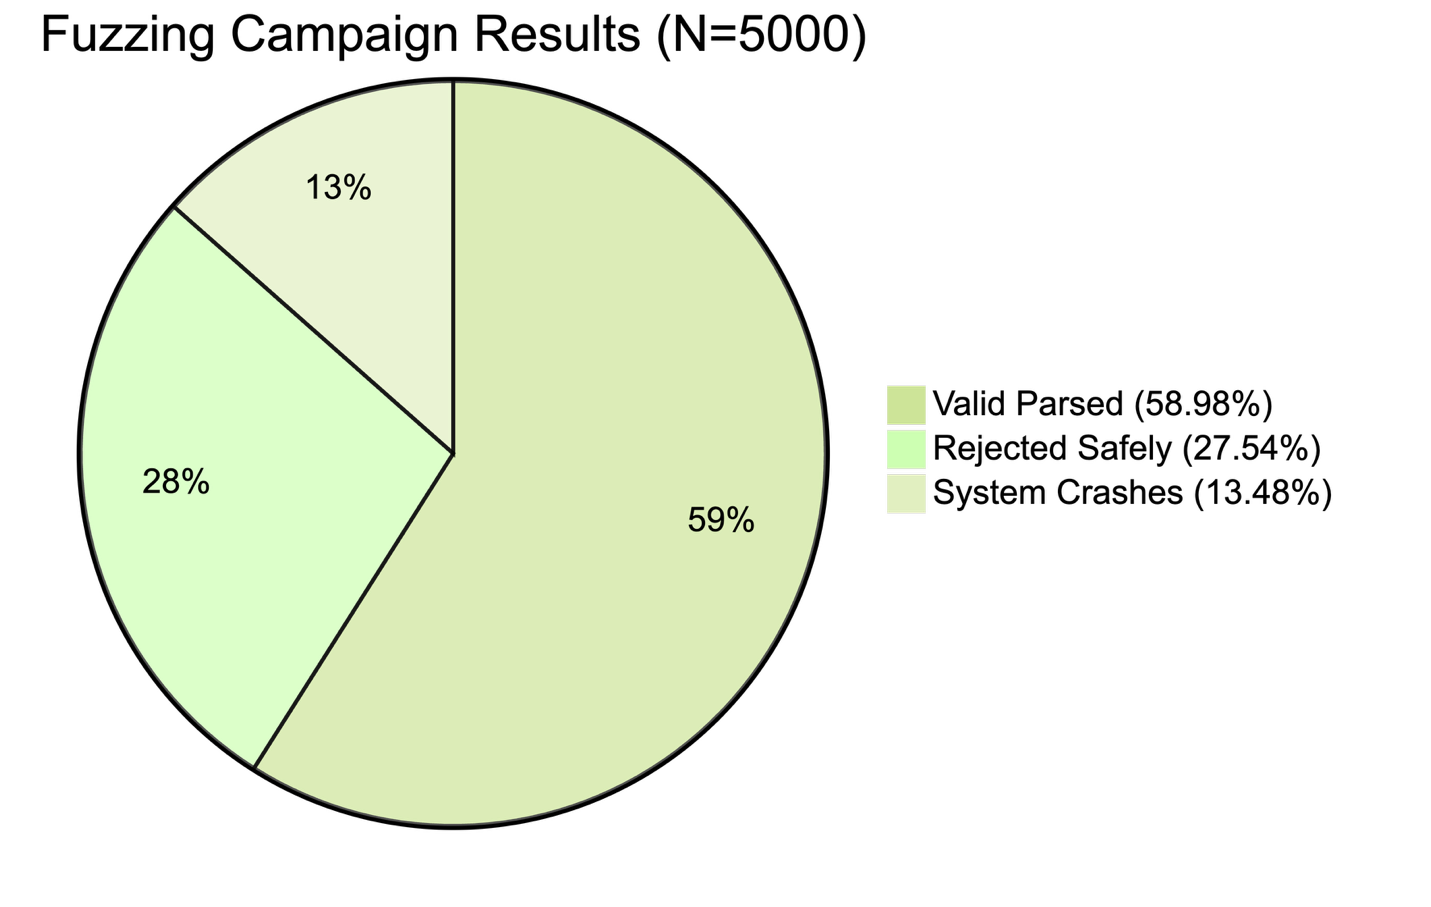 Fuzzing Campaign Results (N=5000)
13%
28%
59%
Valid Parsed (58.98%)
Rejected Safely (27.54%)
System Crashes (13.48%)